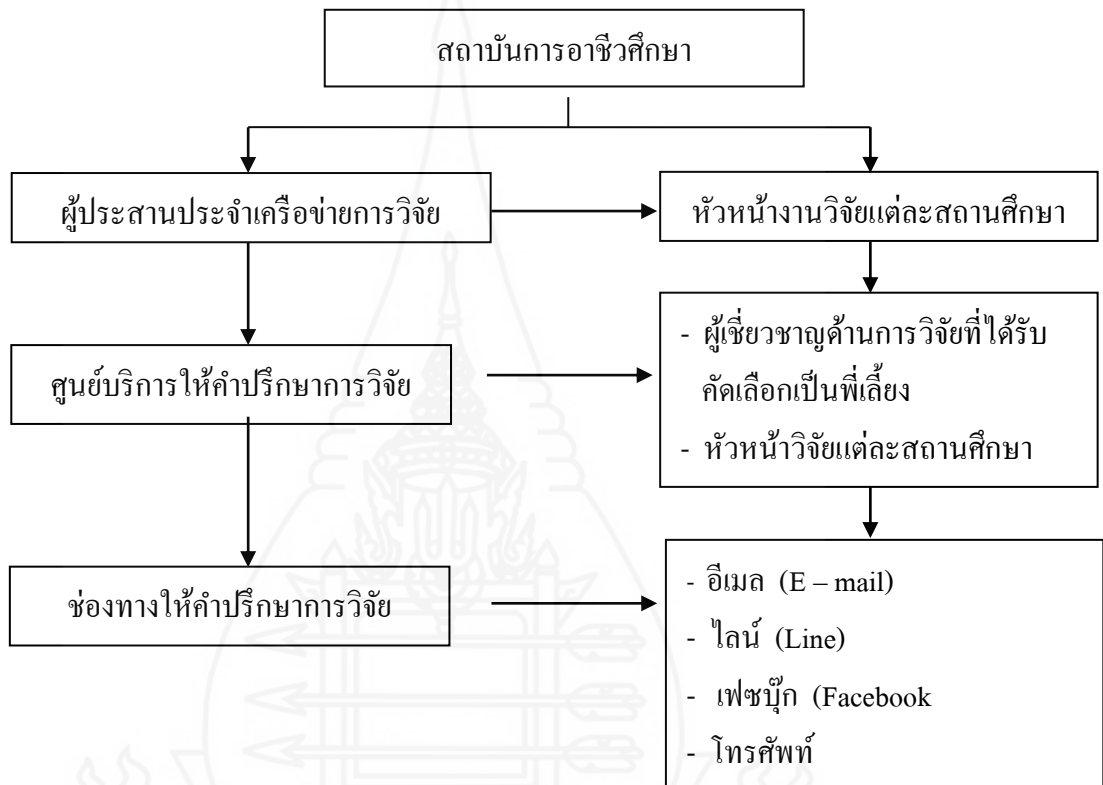 สถาบันการอาชีวศึกษา
ผู้ประสานประจำเครือข่ายการวิจัย
หัวหน้างานวิจัยแต่ละสถานศึกษา
ศูนย์บริการให้คำปรึกษาการวิจัย
- ผู้เชี่ยวชาญด้านการวิจัยที่ได้รับ
คัดเลือกเป็นพี่เลี้ยง
- หัวหน้าวิจัยแต่ละสถานศึกษา
ช่องทางให้คำปรึกษาการวิจัย
- อีเมล (E – mail)
- ไลน์ (Line)
- เฟซบุ๊ก (Facebook
- โทรศัพท์